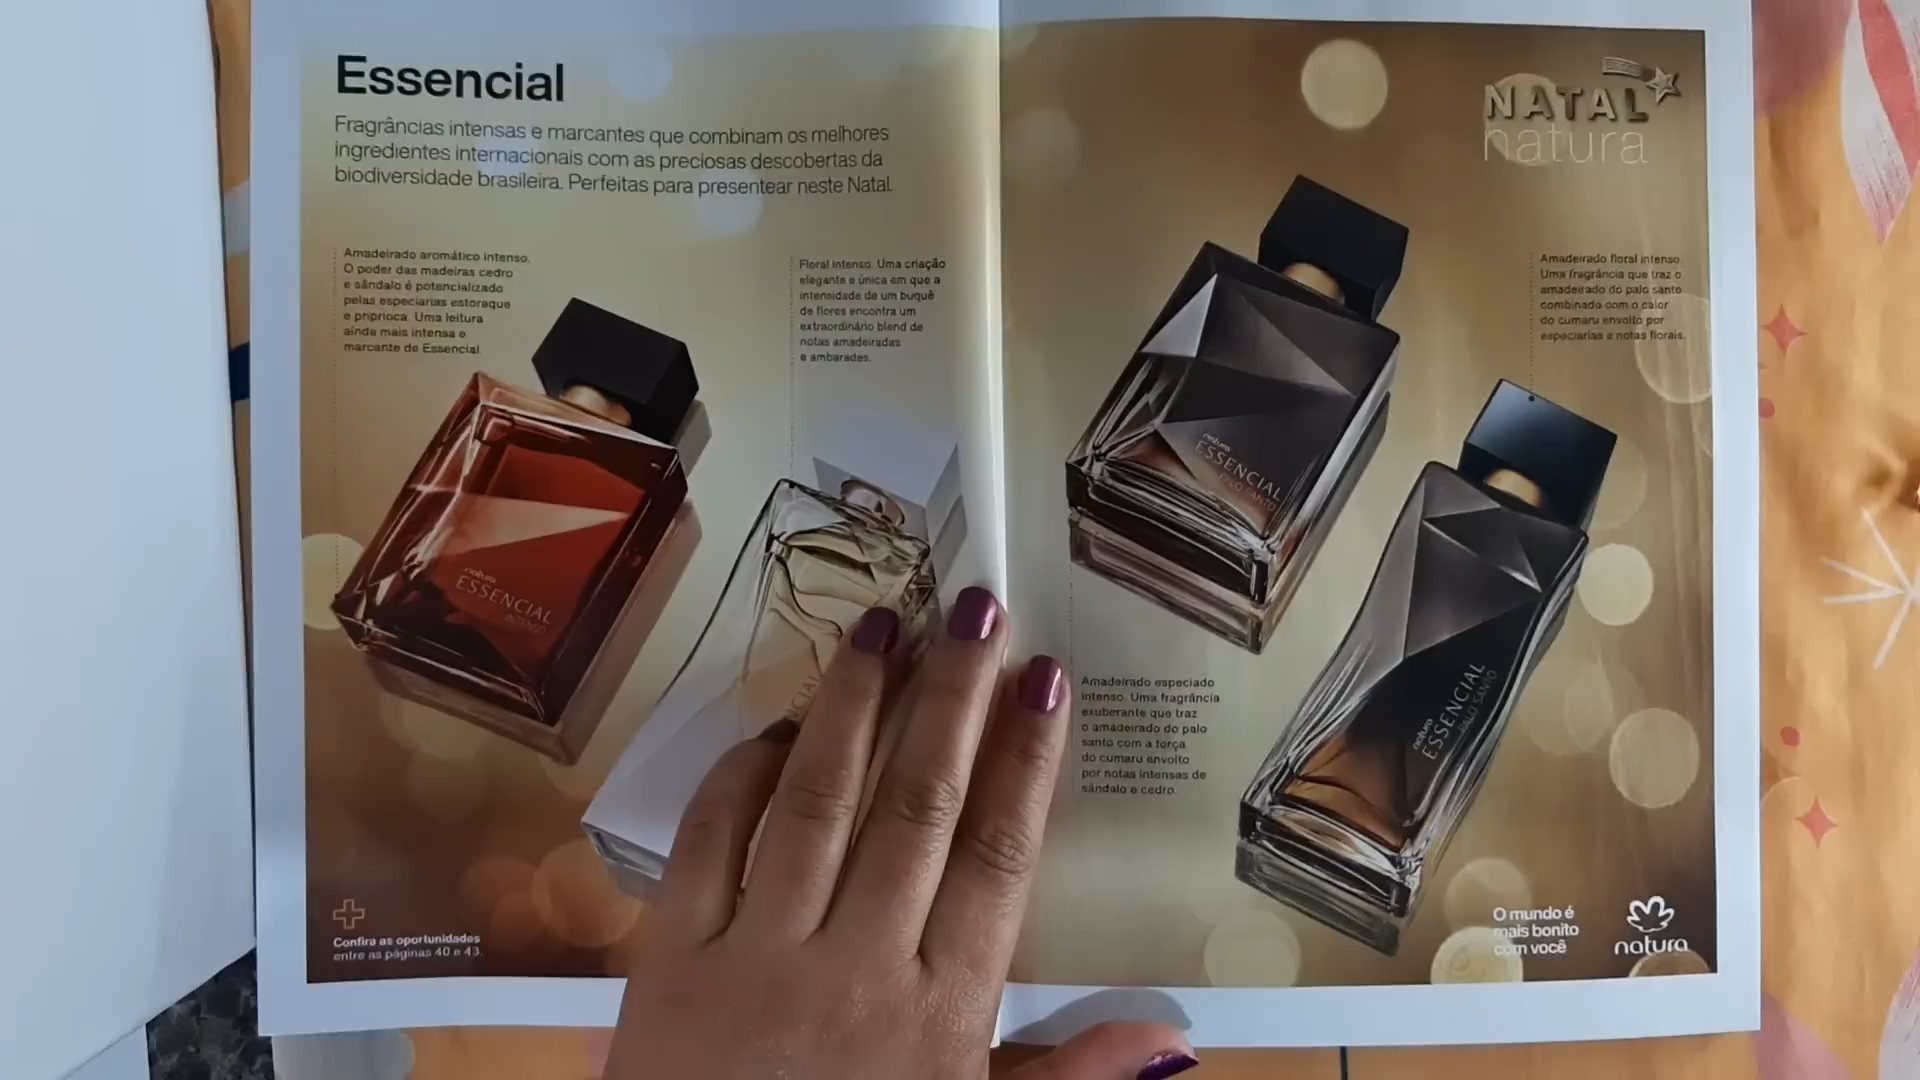 Essencial
Fragrâncias intensas e marcantes que combinam os melhores
ingredientes internacionais com as preciosas descobertas da
biodiversidade brasileira. Perfeitas para presentear neste Natal.
Amadeirado aromático intenso.
O poder das madeiras cedro
e sândalo é potencializado
pelas especiarias estoraque
e priprioca. Uma leitura
ainda mais intensa e
marcante de Essencial.
Floral intenso. Uma criação
elegante e única em que a
intensidade de um buquê
de flores encontra um
extraordinário blend de
notas amadeiradas
e ambaradas.
natura
ESSENCIAL
INTENSO
NCIAL
Confira as oportunidades
entre as páginas 40 e 43.
NATAL
natura
Amadeirado floral intenso.
Uma fragrância que traz o
amadeirado do palo santo
combinado com o calor
do cumaru envolto por
especiarias e notas florais.
natura
ESSENCIAL
PALO SANTO
Amadeirado especiado
intenso. Uma fragrância
exuberante que traz
o amadeirado do palo
santo com a força
do cumaru envolto
por notas intensas de
sândalo e cedro.
natura
ESSENCIAL
PALO SANTO
O mundo é
mais bonito
com você
natura